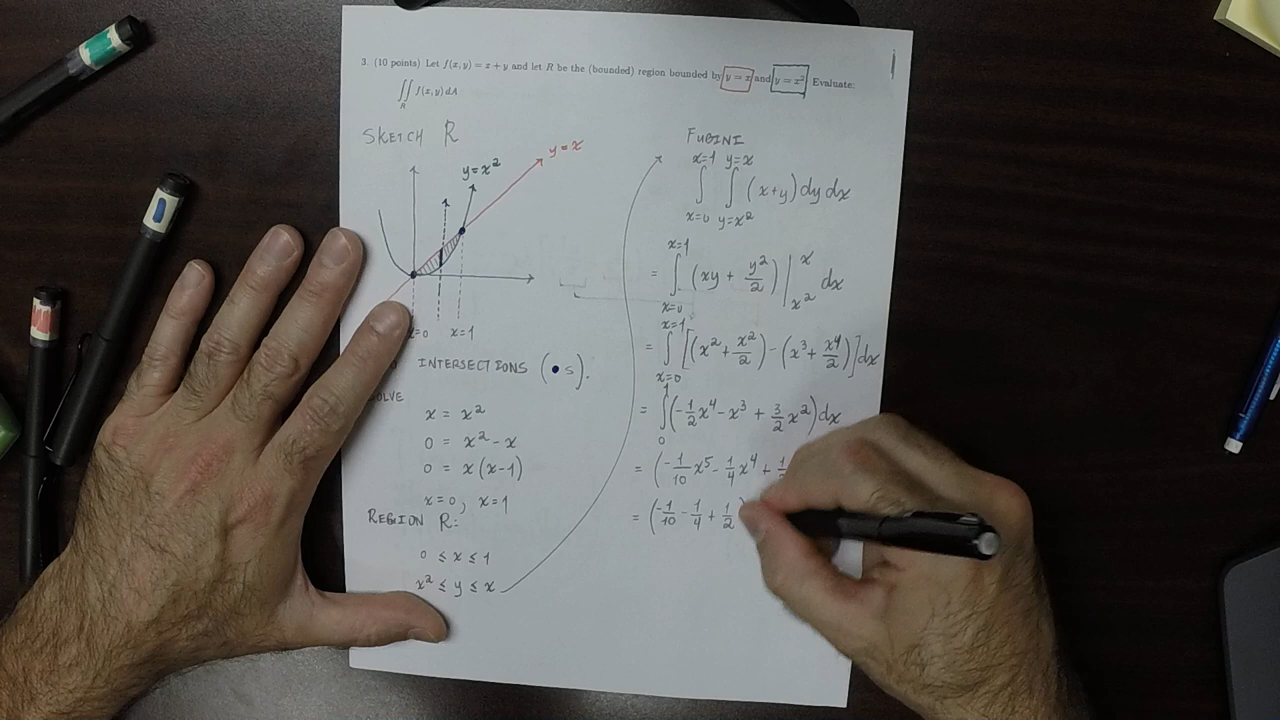 3. (10 points) Let f(x, y) = x + y and let R be the (bounded) region bounded by y = x and y = x². Evaluate:
∬_R f(x, y) dA
SKETCH R
y = x²
y = x
x=0
x=1
INTERSECTIONS (•s).
x = x²
0 = x² - x
0 = x(x-1)
x=0, x=1
REGION R:
0 ≤ x ≤ 1
x² ≤ y ≤ x
FUBINI
∫_{x=0}^{x=1} ∫_{y=x²}^{y=x} (x+y) dy dx
= ∫_{x=0}^{x=1} (xy + y²/2) |_{x²}^{x} dx
= ∫_{x=0}^{x=1} [(x² + x²/2) - (x³ + x⁴/2)] dx
= ∫_0^1 (-1/2 x⁴ - x³ + 3/2 x²) dx
= (-1/10 x⁵ - 1/4 x⁴ +
= (-1/10 - 1/4 + 1/2)